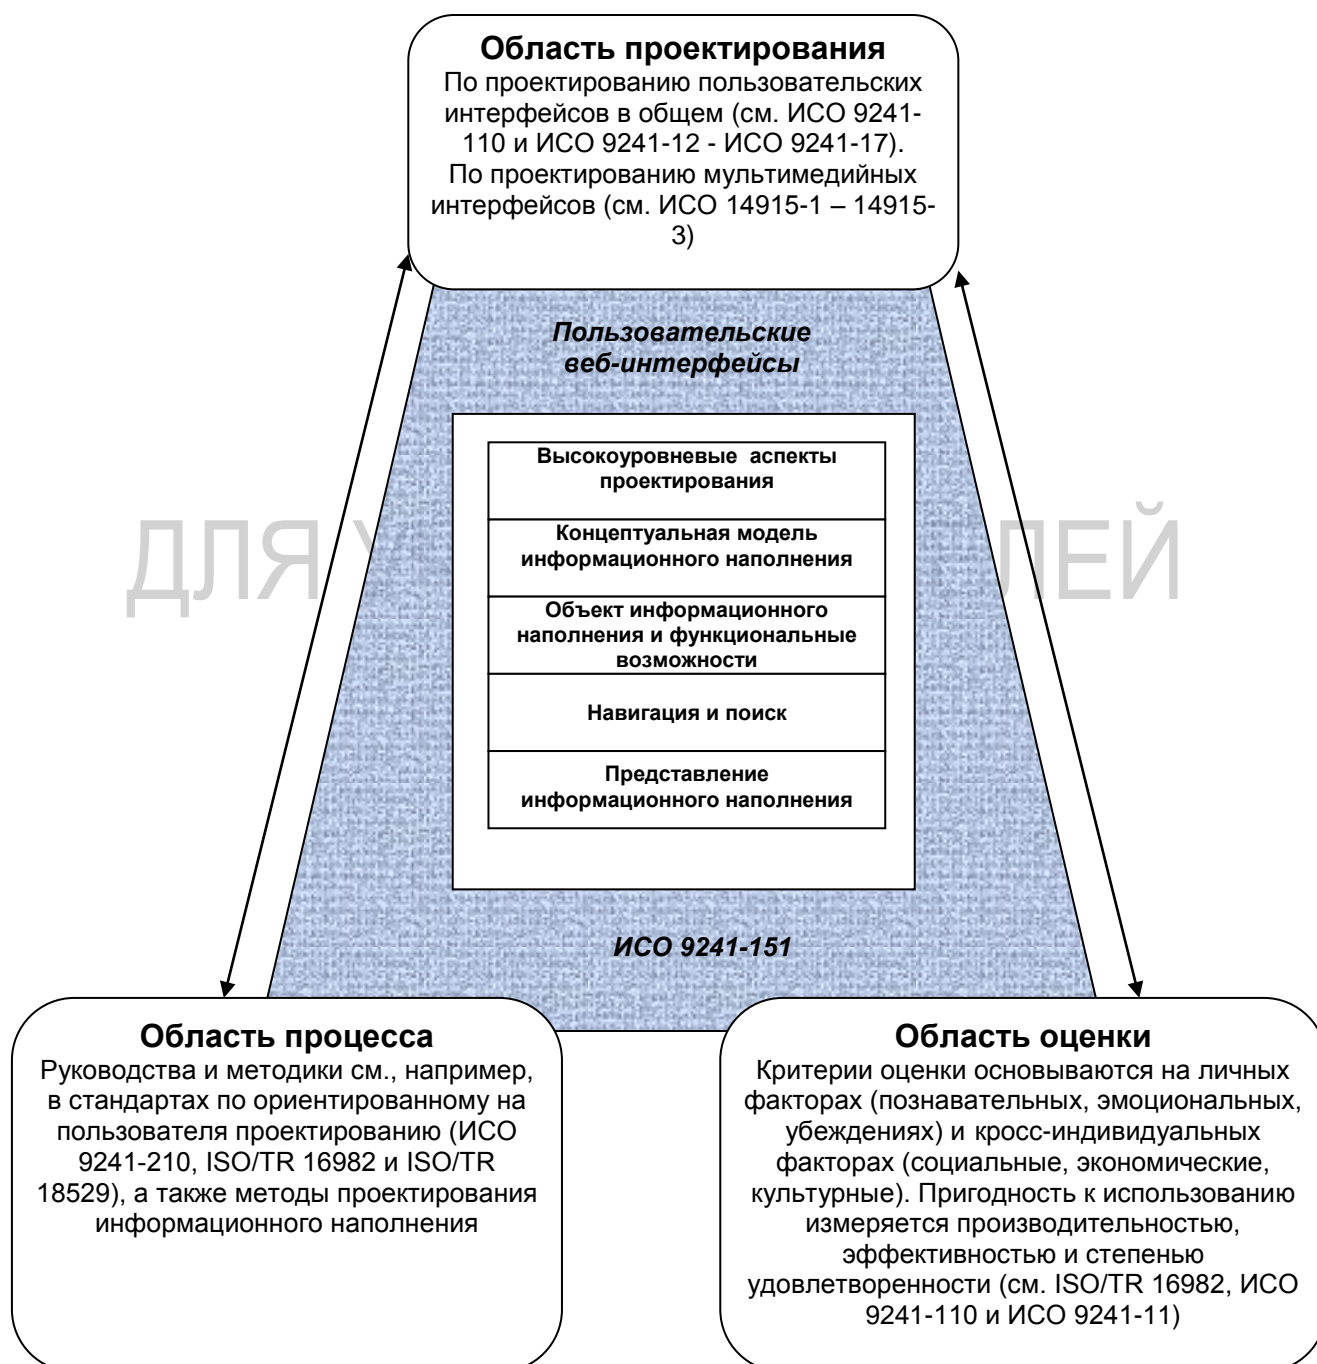 Область проектирования
По проектированию пользовательских
интерфейсов в общем (см. ИСО 9241-
110 и ИСО 9241-12 - ИСО 9241-17).
По проектированию мультимедийных
интерфейсов (см. ИСО 14915-1 – 14915-
3)
Пользовательские
веб-интерфейсы
Высокоуровневые аспекты
проектирования
Концептуальная модель
информационного наполнения
ДЛЯ
Объект информационного
наполнения и функциональные
возможности
Навигация и поиск
Представление
информационного наполнения
ИСО 9241-151
Область процесса
Руководства и методики см., например,
в стандартах по ориентированному на
пользователя проектированию (ИСО
9241-210, ISO/TR 16982 и ISO/TR
18529), а также методы проектирования
информационного наполнения
Область оценки
Критерии оценки основываются на личных
факторах (познавательных, эмоциональных,
убеждениях) и кросс-индивидуальных
факторах (социальные, экономические,
культурные). Пригодность к использованию
измеряется производительностью,
эффективностью и степенью
удовлетворенности (см. ISO/TR 16982, ИСО
9241-110 и ИСО 9241-11)